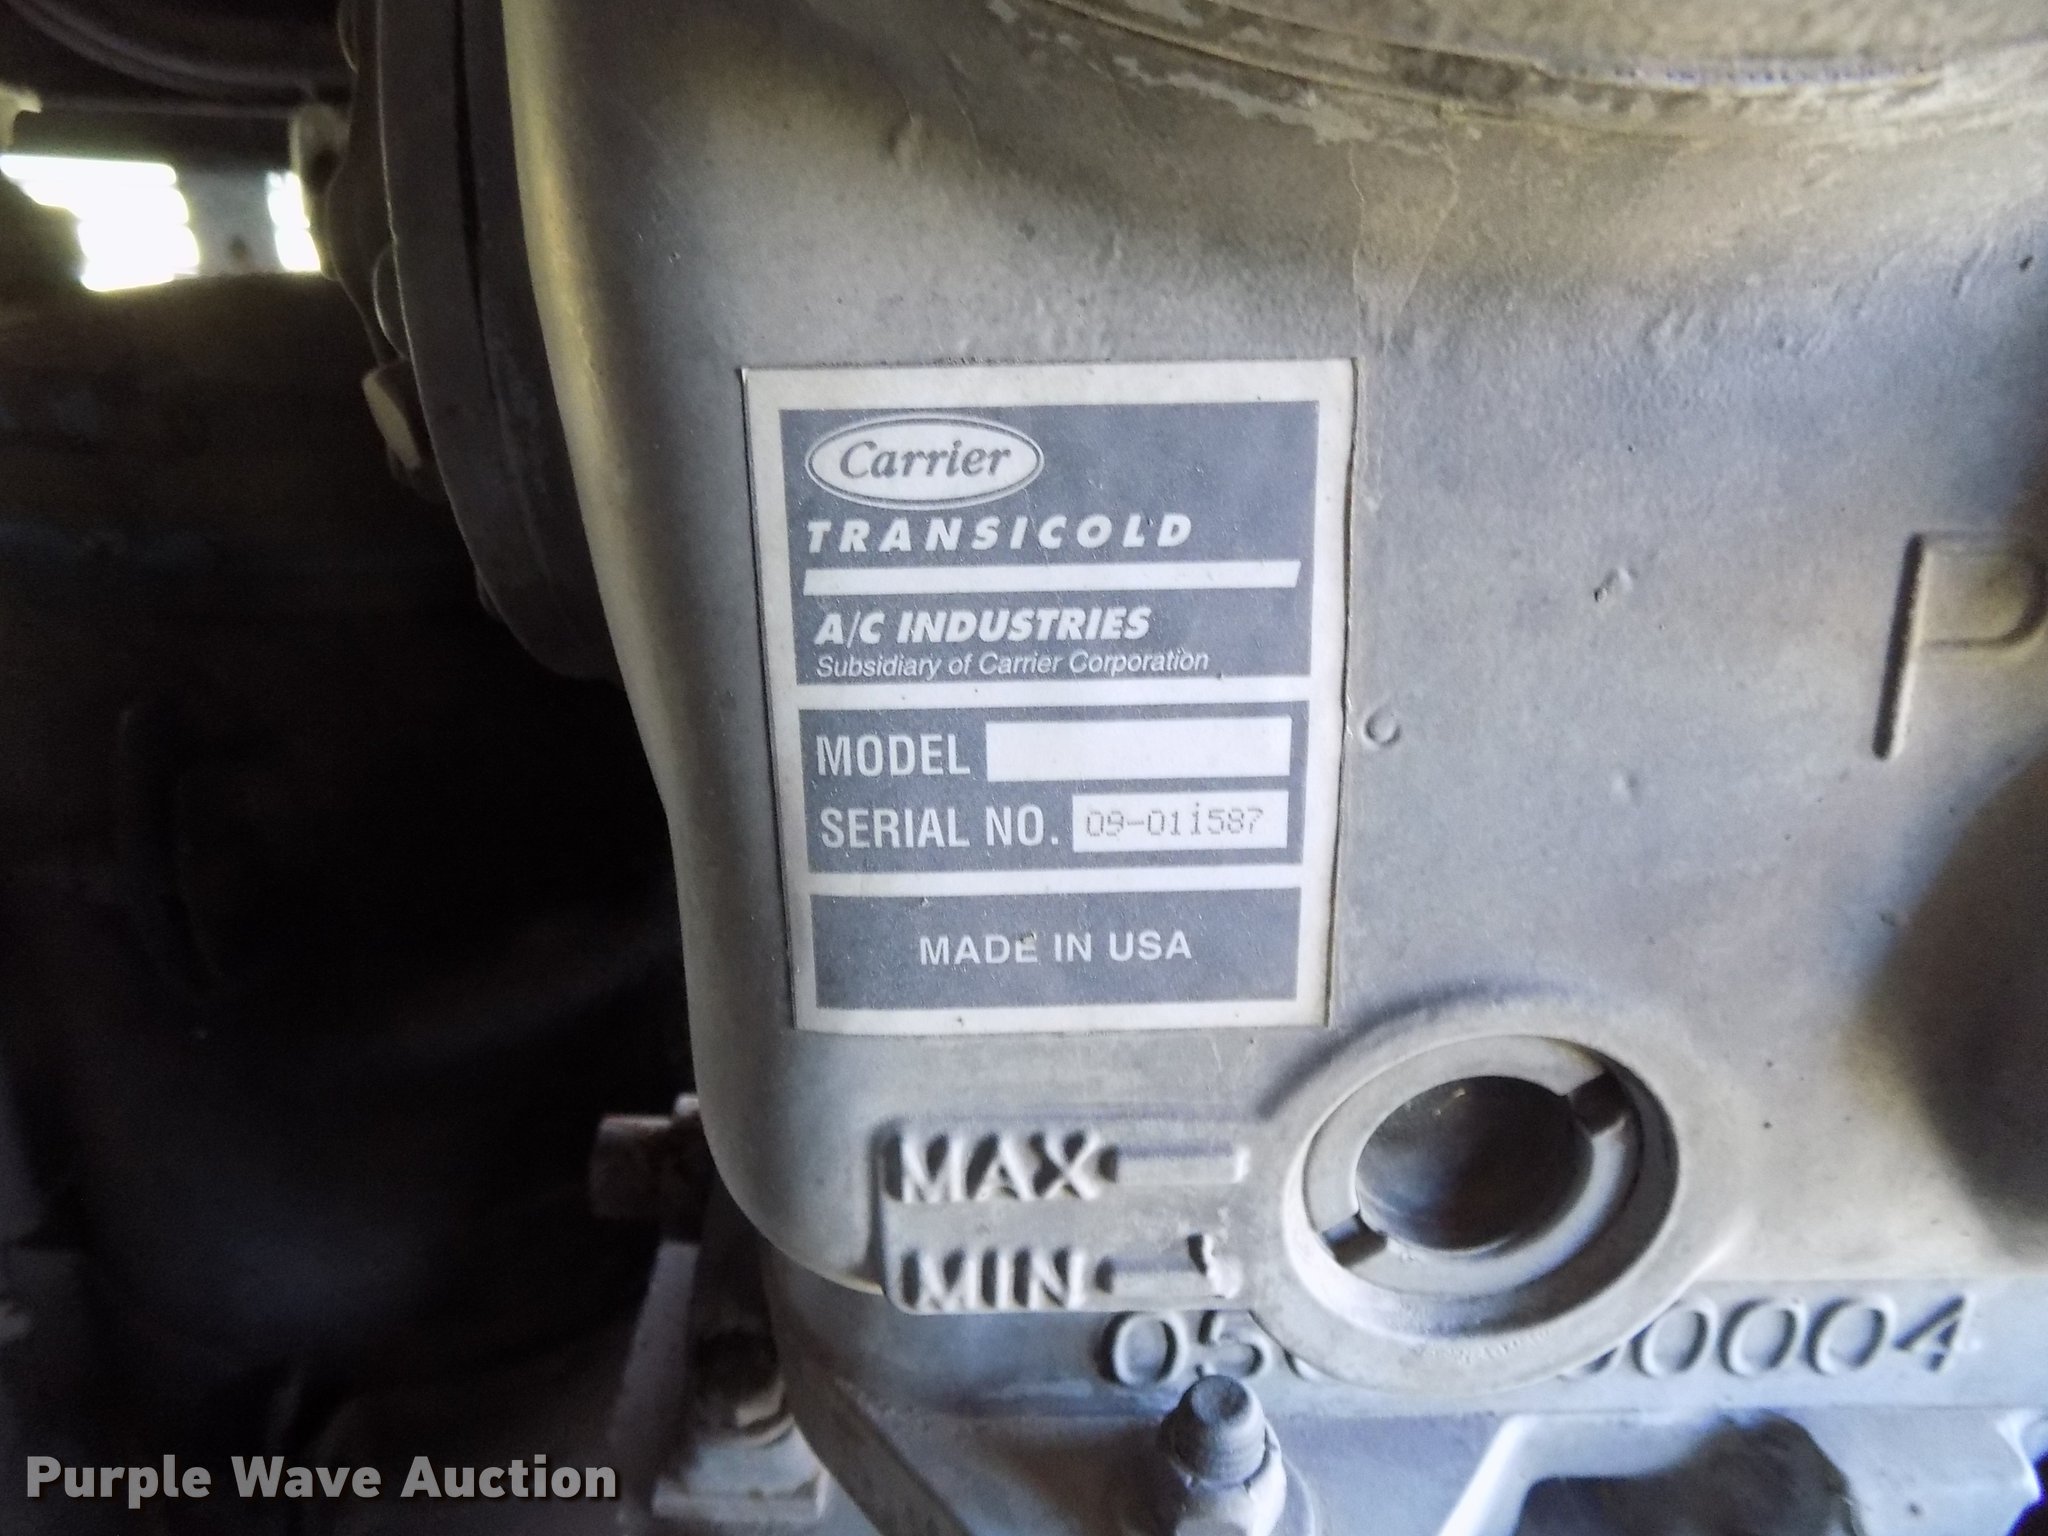 Carrier
TRANSICOLD
A/C INDUSTRIES
Subsidiary of Carrier Corporation
MODEL
SERIAL NO. 09-011587
MADE IN USA
P
MAX
MIN
Purple Wave Auction